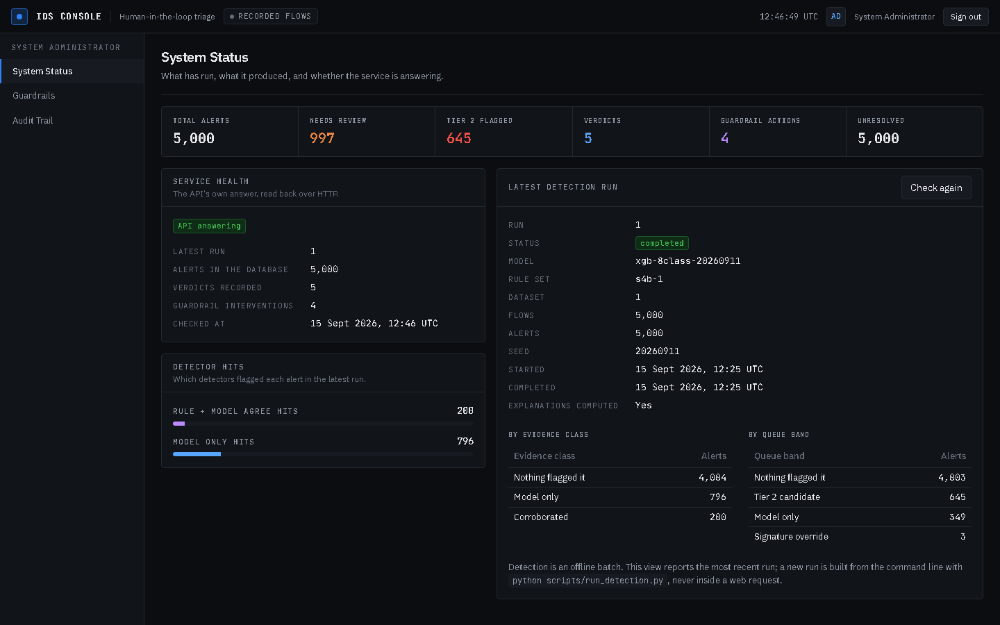 IDS CONSOLE
Human-in-the-loop triage
RECORDED FLOWS
12:46:49 UTC
AD
System Administrator
Sign out
SYSTEM ADMINISTRATOR
System Status
Guardrails
Audit Trail
System Status
What has run, what it produced, and whether the service is answering.
TOTAL ALERTS
5,000
NEEDS REVIEW
997
TIER 2 FLAGGED
645
VERDICTS
5
GUARDRAIL ACTIONS
4
UNRESOLVED
5,000
SERVICE HEALTH
The API's own answer, read back over HTTP.
API answering
LATEST RUN 1
ALERTS IN THE DATABASE 5,000
VERDICTS RECORDED 5
GUARDRAIL INTERVENTIONS 4
CHECKED AT 15 Sept 2026, 12:46 UTC
DETECTOR HITS
Which detectors flagged each alert in the latest run.
RULE + MODEL AGREE HITS 200
MODEL ONLY HITS 796
LATEST DETECTION RUN
Check again
RUN 1
STATUS completed
MODEL xgb-8class-20260911
RULE SET s4b-1
DATASET 1
FLOWS 5,000
ALERTS 5,000
SEED 20260911
STARTED 15 Sept 2026, 12:25 UTC
COMPLETED 15 Sept 2026, 12:25 UTC
EXPLANATIONS COMPUTED Yes
BY EVIDENCE CLASS
Evidence class Alerts
Nothing flagged it 4,004
Model only 796
Corroborated 200
BY QUEUE BAND
Queue band Alerts
Nothing flagged it 4,003
Tier 2 candidate 645
Model only 349
Signature override 3
Detection is an offline batch. This view reports the most recent run; a new run is built from the command line with
python scripts/run_detection.py, never inside a web request.